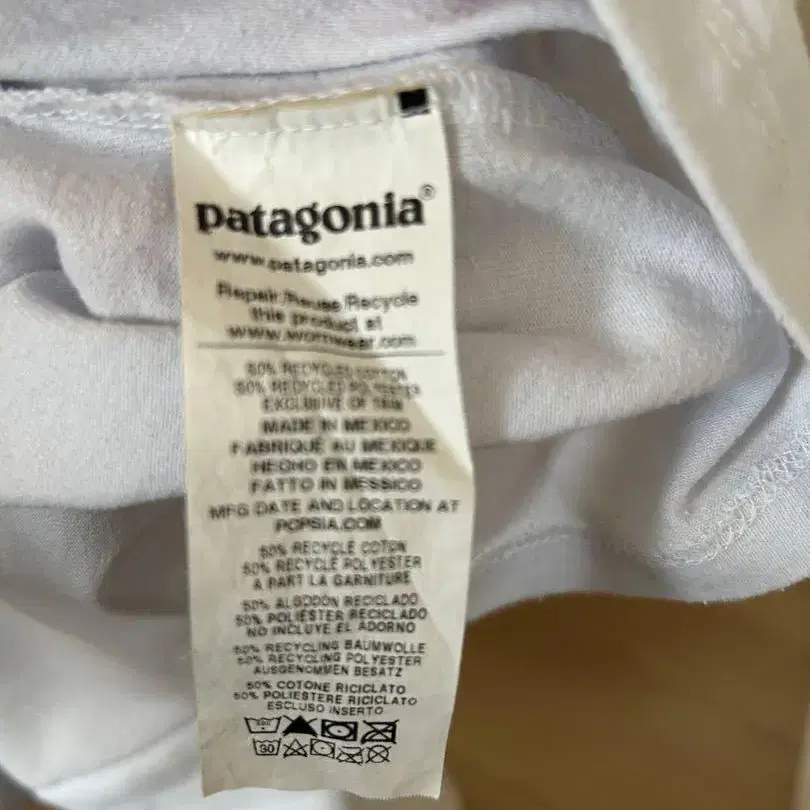 patagonia®
www.patagonia.com
Repair/Reuse/Recycle
this product at
www.wornwear.com
50% RECYCLED COTTON
50% RECYCLED POLYESTER
EXCLUSIVE OF TRIM
MADE IN MEXICO
FABRIQUÉ AU MEXIQUE
HECHO EN MEXICO
FATTO IN MESSICO
MFG DATE AND LOCATION AT
POPSIA.COM
50% RECYCLÉ COTON
50% RECYCLÉ POLYESTER
A PART LA GARNITURE
50% ALGODÓN RECICLADO
50% POLIÉSTER RECICLADO
NO INCLUYE EL ADORNO
50% RECYCLING BAUMWOLLE
50% RECYCLING POLYESTER
AUSGENOMMEN BESATZ
50% COTONE RICICLATO
50% POLIESTERE RICICLATO
ESCLUSO INSERTO
30